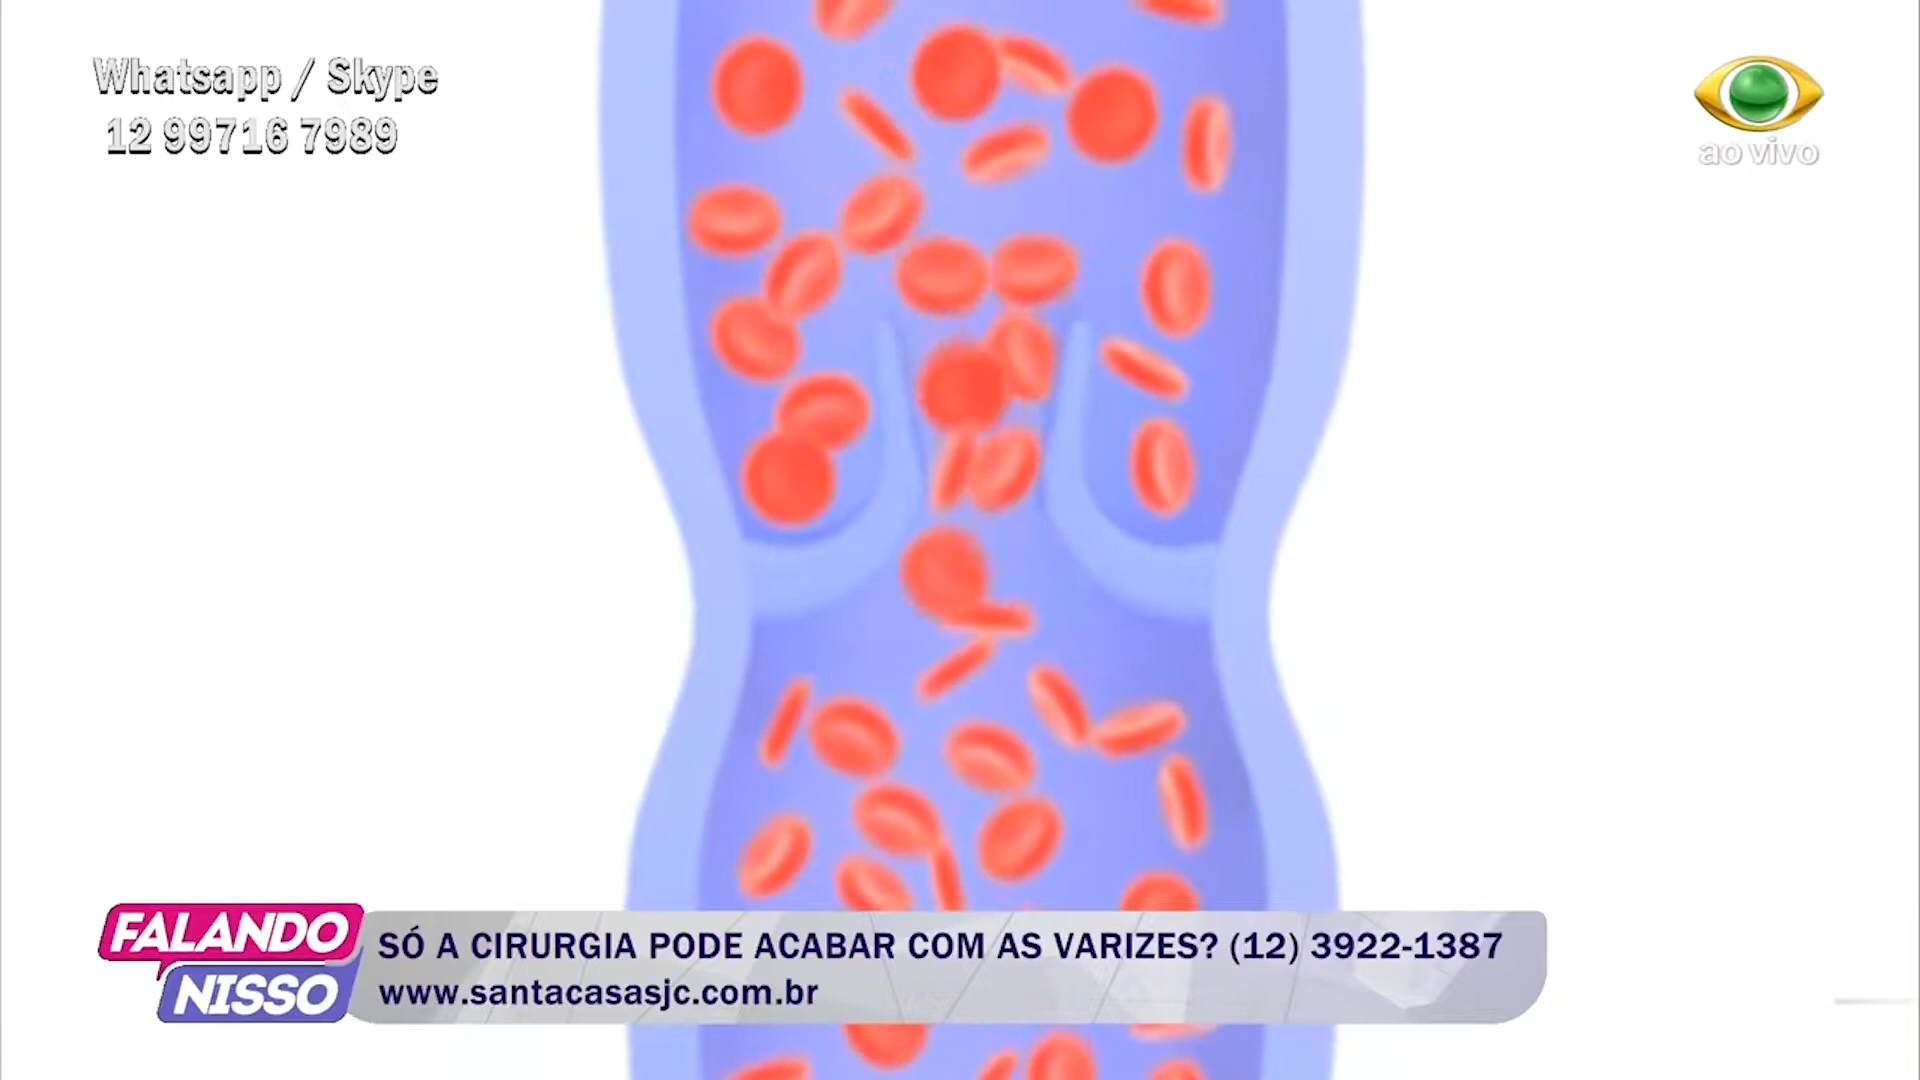 Whatsapp / Skype
12 99716 7989
ao vivo
FALANDO
NISSO
SÓ A CIRURGIA PODE ACABAR COM AS VARIZES? (12) 3922-1387
www.santacasasjc.com.br